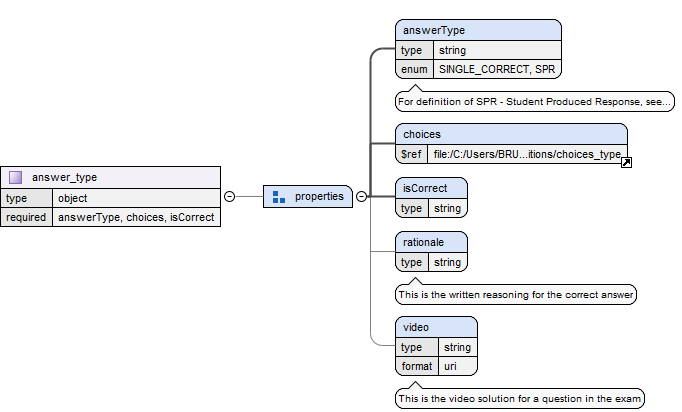 answer_type
type object
required answerType, choices, isCorrect
properties
answerType
type string
enum SINGLE_CORRECT, SPR
For definition of SPR - Student Produced Response, see...
choices
$ref file:/C:/Users/BRU...itions/choices_type
isCorrect
type string
rationale
type string
This is the written reasoning for the correct answer
video
type string
format uri
This is the video solution for a question in the exam